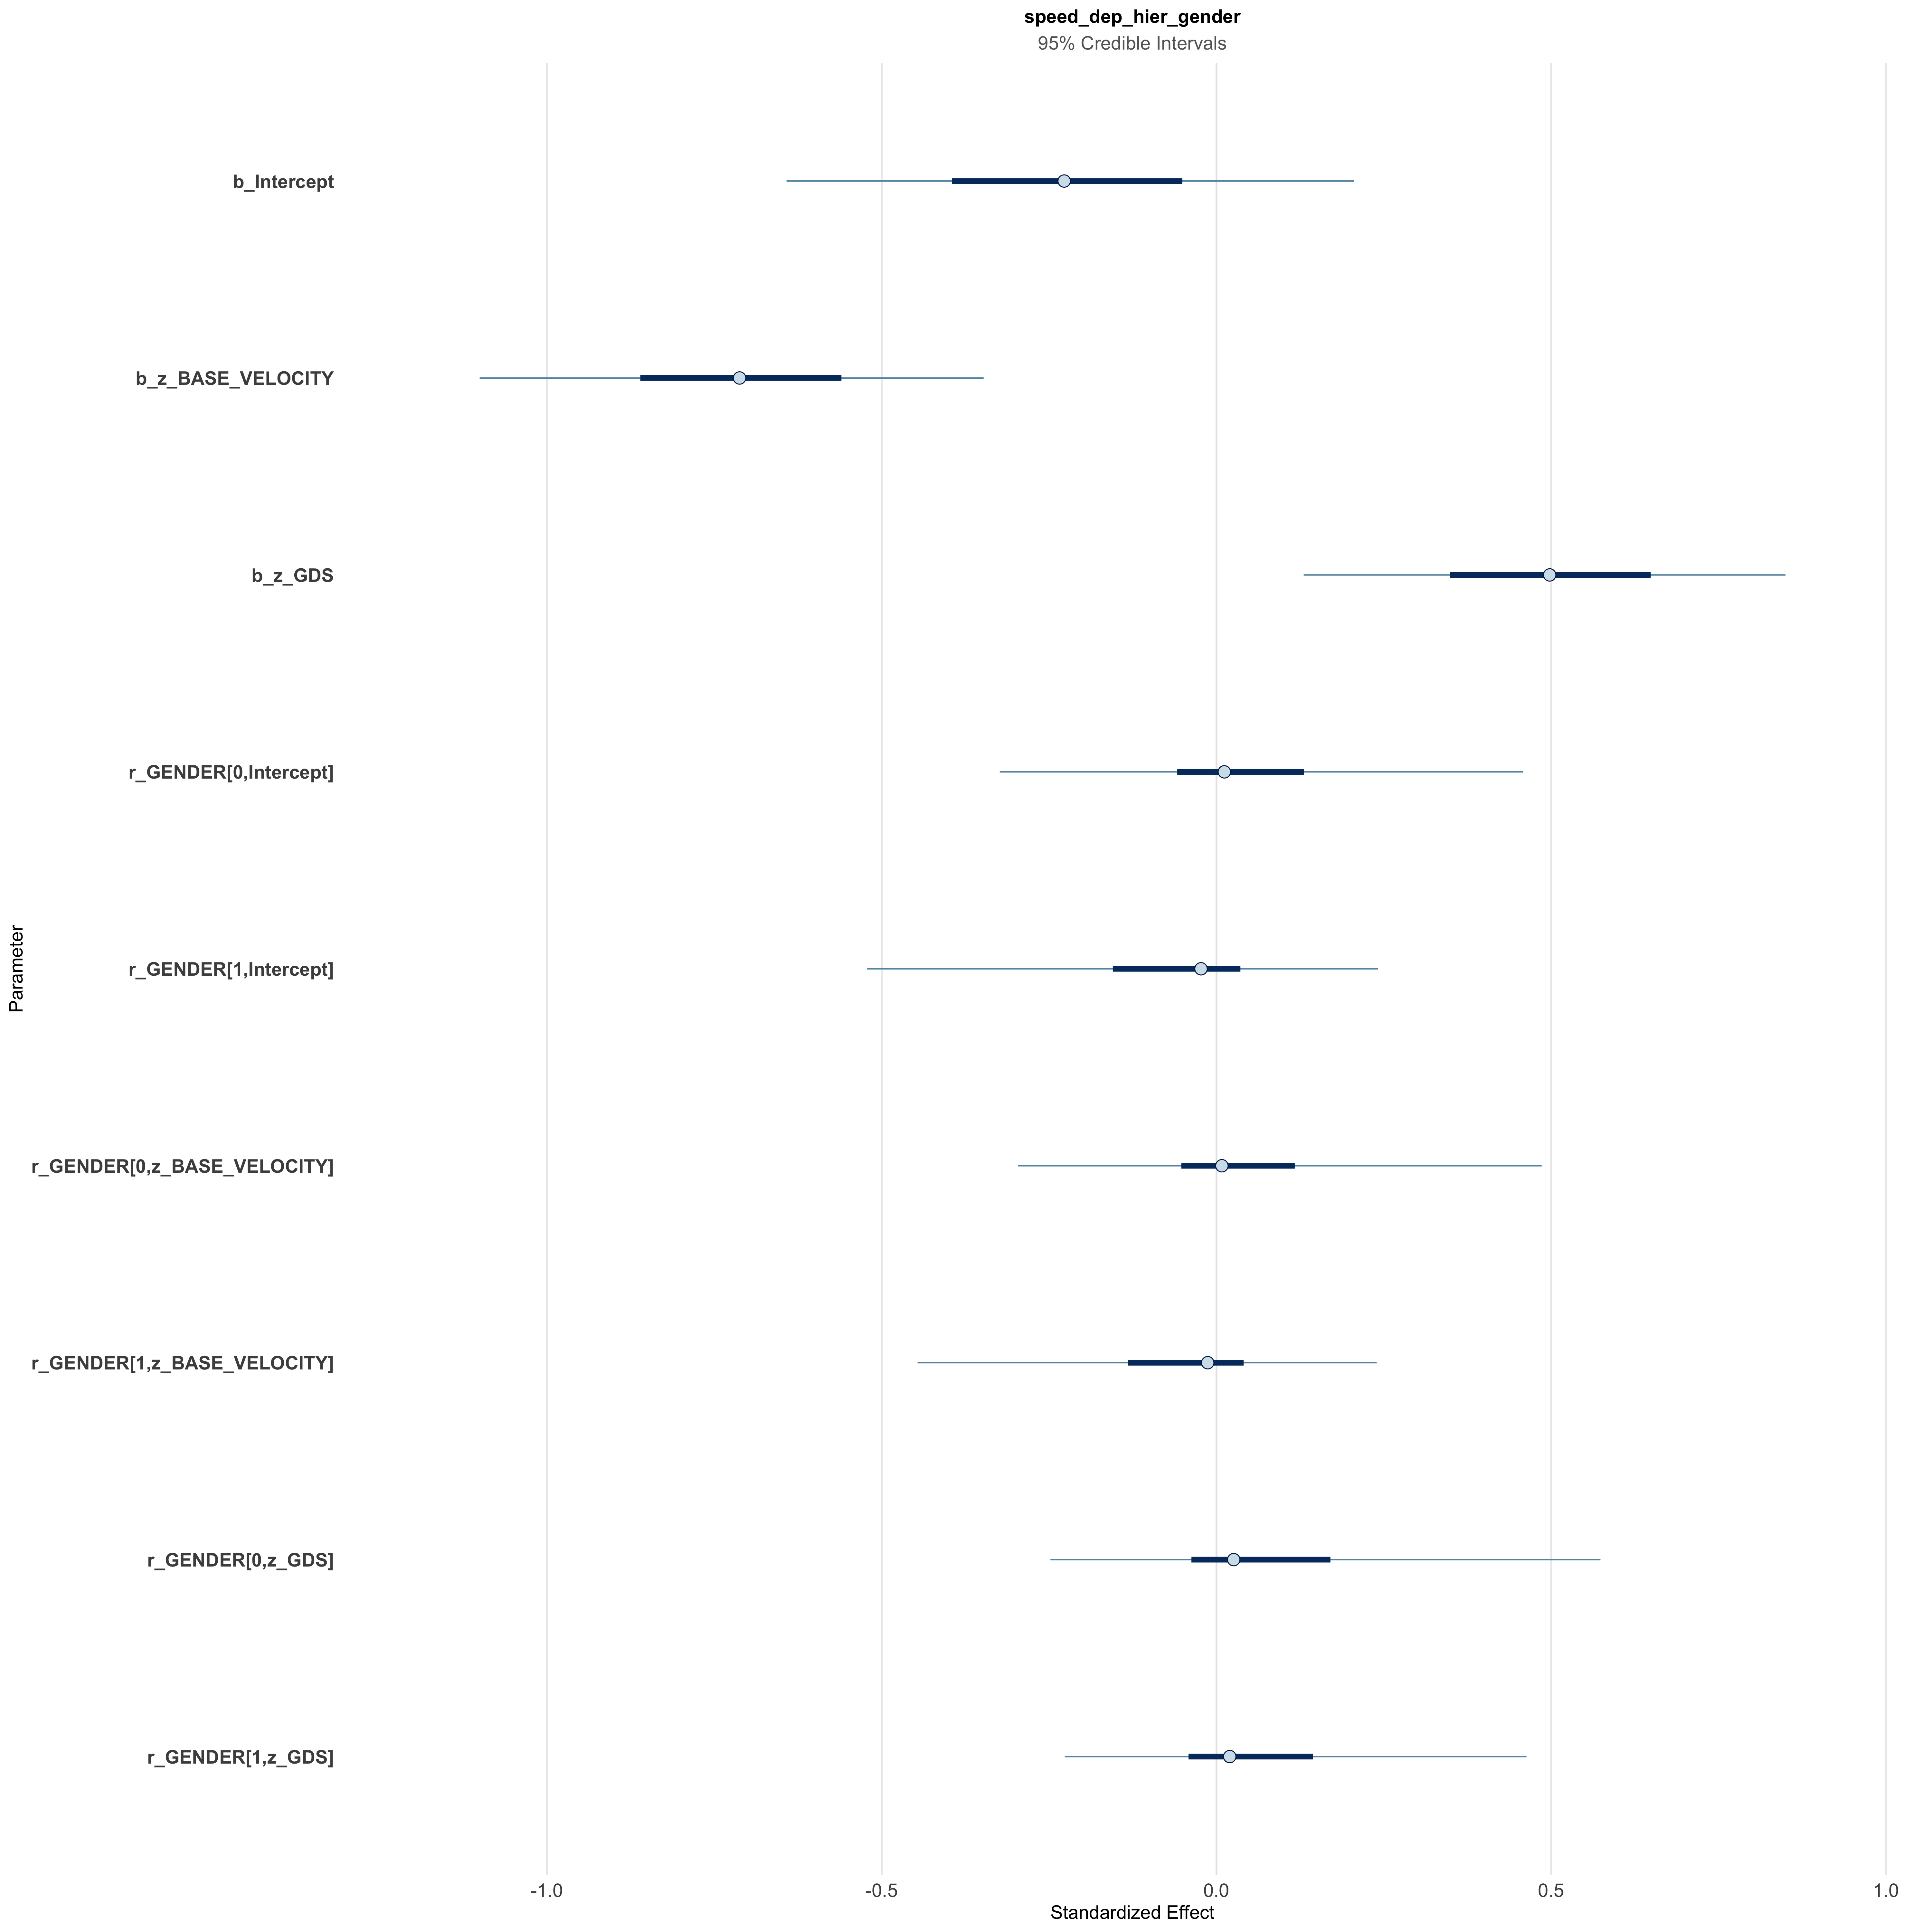 speed_dep_hier_gender
95% Credible Intervals
b_Intercept
b_z_BASE_VELOCITY
b_z_GDS
r_GENDER[0,Intercept]
r_GENDER[1,Intercept]
r_GENDER[0,z_BASE_VELOCITY]
r_GENDER[1,z_BASE_VELOCITY]
r_GENDER[0,z_GDS]
r_GENDER[1,z_GDS]
Parameter
-1.0 -0.5 0.0 0.5 1.0
Standardized Effect